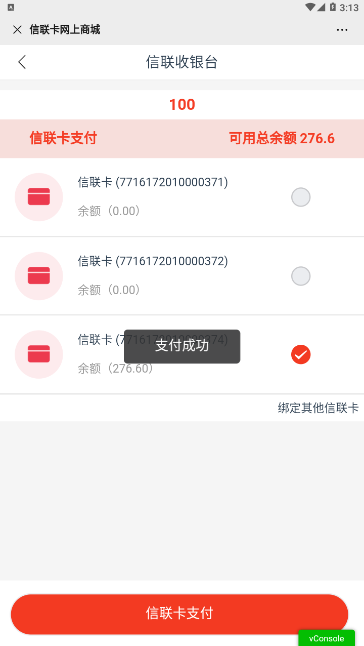 3:13
信联卡网上商城
信联收银台
100
信联卡支付 可用总余额 276.6
信联卡 (7716172010000371)
余额（0.00）
信联卡 (7716172010000372)
余额（0.00）
信联卡 (7716172010000374)
支付成功
余额（276.60）
绑定其他信联卡
信联卡支付
vConsole